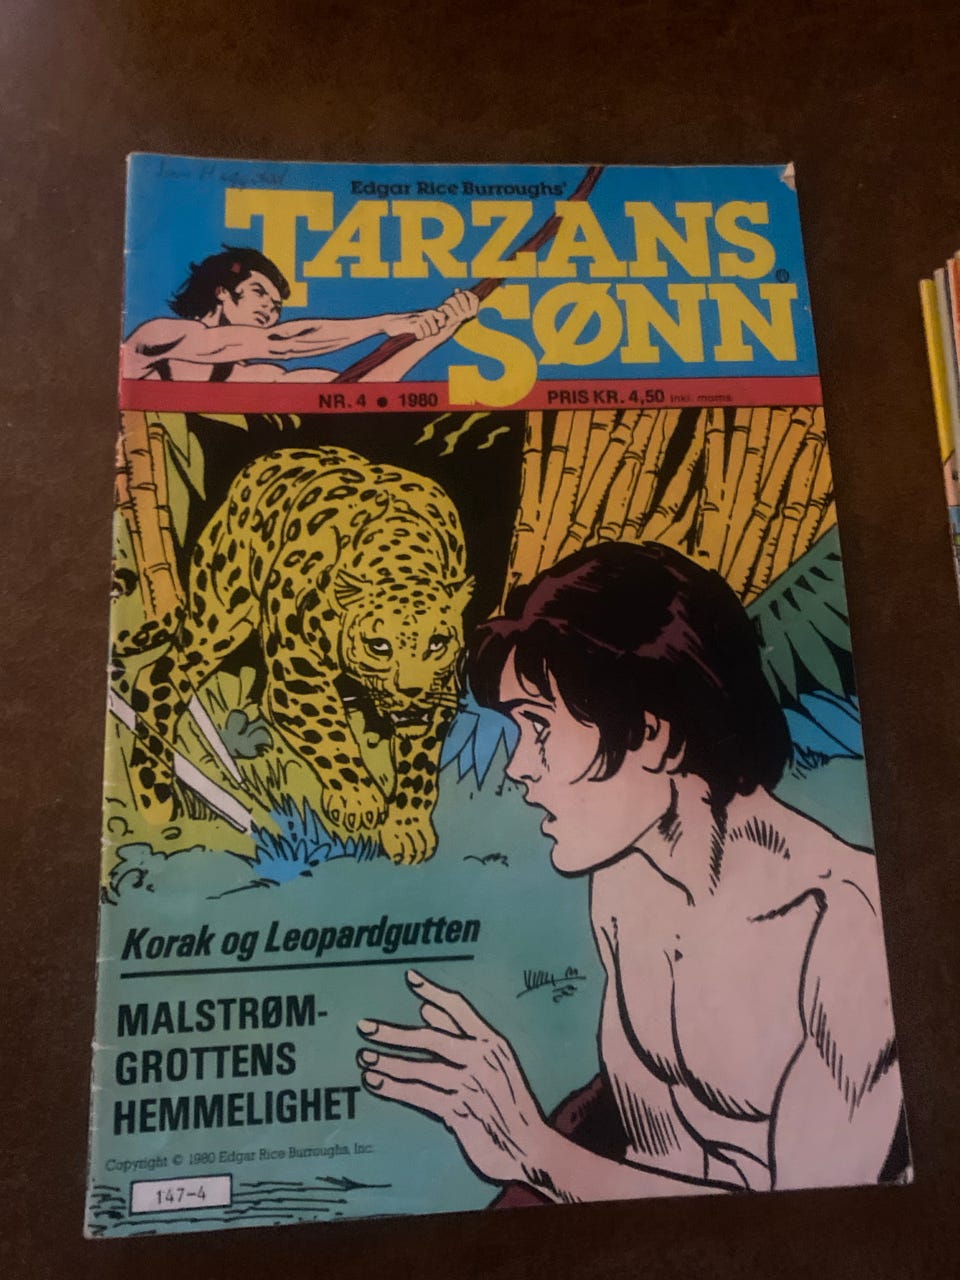 Edgar Rice Burroughs'
TARZANS
SØNN
®
NR. 4 ● 1980
PRIS KR. 4,50 inkl. moms
Korak og Leopardgutten
MALSTRØM-
GROTTENS
HEMMELIGHET
Copyright © 1980 Edgar Rice Burroughs, Inc.
147-4